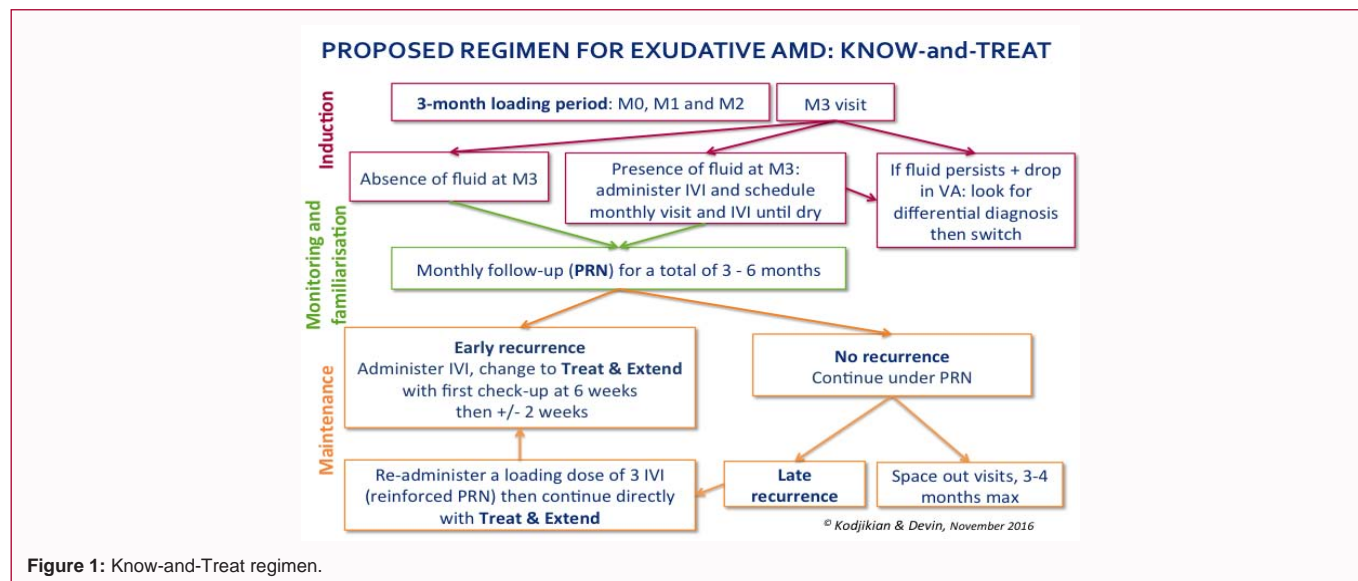 PROPOSED REGIMEN FOR EXUDATIVE AMD: KNOW-and-TREAT
Induction
3-month loading period: M0, M1 and M2
M3 visit
Absence of fluid at M3
Presence of fluid at M3:
administer IVI and schedule
monthly visit and IVI until dry
If fluid persists + drop
in VA: look for
differential diagnosis
then switch
Monitoring and
familiarisation
Monthly follow-up (PRN) for a total of 3 - 6 months
Maintenance
Early recurrence
Administer IVI, change to Treat & Extend
with first check-up at 6 weeks
then +/- 2 weeks
No recurrence
Continue under PRN
Re-administer a loading dose of 3 IVI
(reinforced PRN) then continue directly
with Treat & Extend
Late
recurrence
Space out visits, 3-4
months max
© Kodjikian & Devin, November 2016
Figure 1: Know-and-Treat regimen.